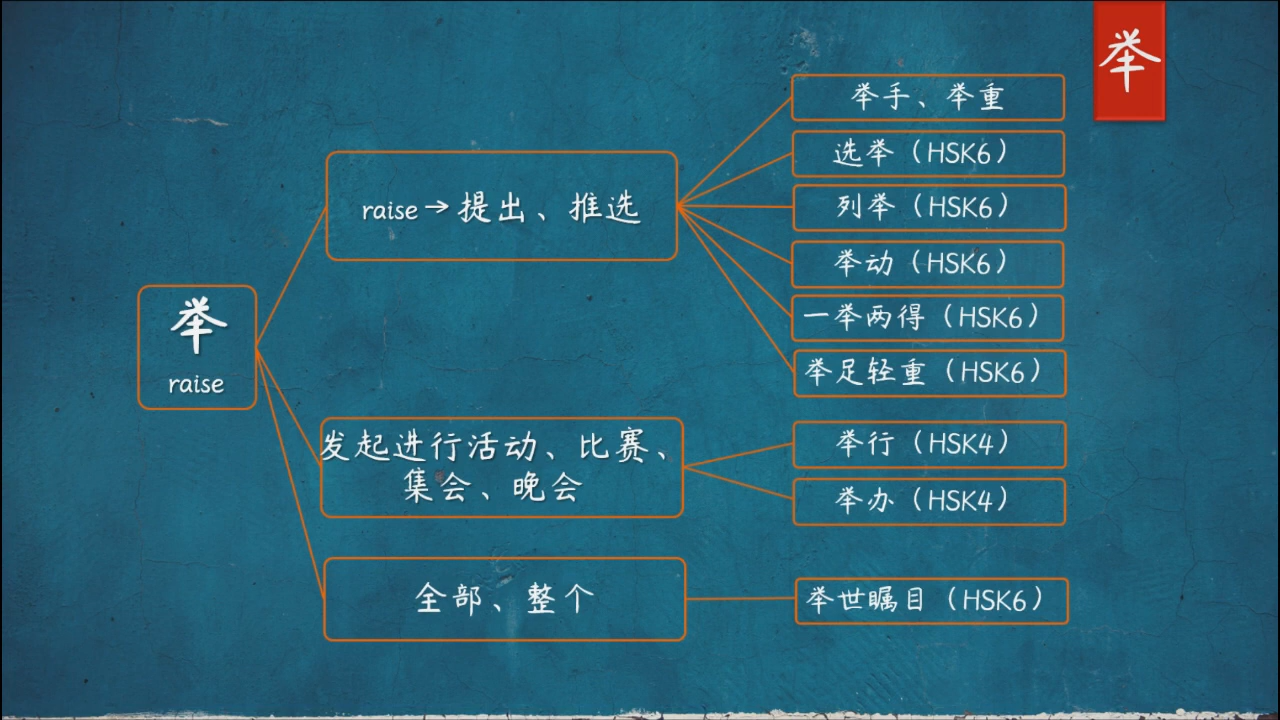 举
举手、举重
选举（HSK6）
raise→提出、推选
列举（HSK6）
举动（HSK6）
一举两得（HSK6）
举足轻重（HSK6）
举
raise
发起进行活动、比赛、
集会、晚会
举行（HSK4）
举办（HSK4）
全部、整个
举世瞩目（HSK6）